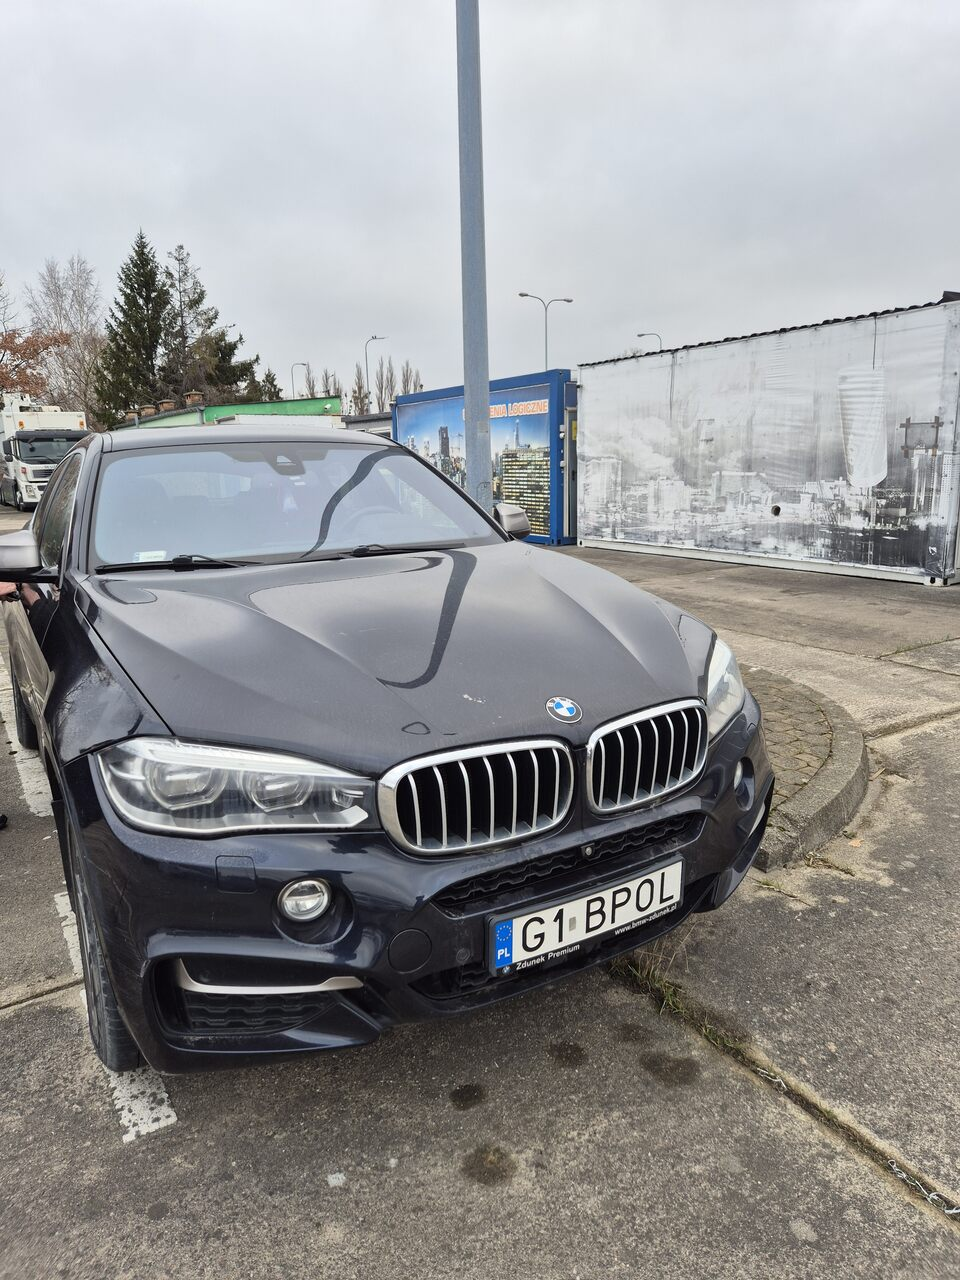 ENIA LOGICZNE
BMW
PL
G1 BPOL
Zdunek Premium www.bmw-zdunek.pl